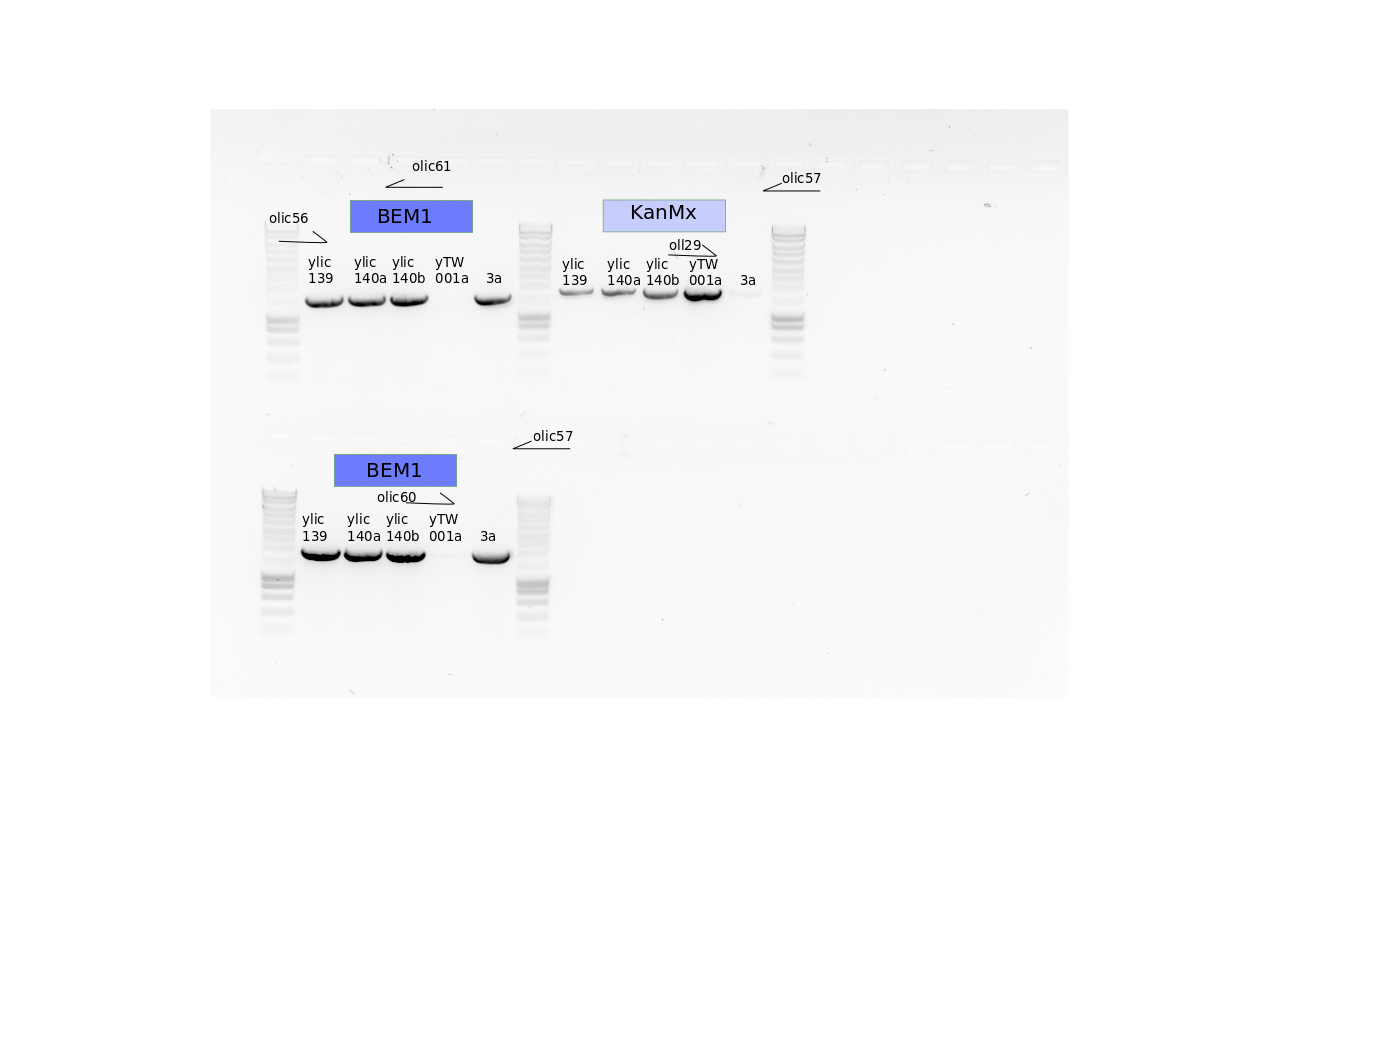 olic61
olic57
olic56
BEM1
KanMx
oll29
ylic 139
ylic 140a
ylic 140b
yTW 001a
3a
ylic 139
ylic 140a
ylic 140b
yTW 001a
3a
olic57
BEM1
olic60
ylic 139
ylic 140a
ylic 140b
yTW 001a
3a